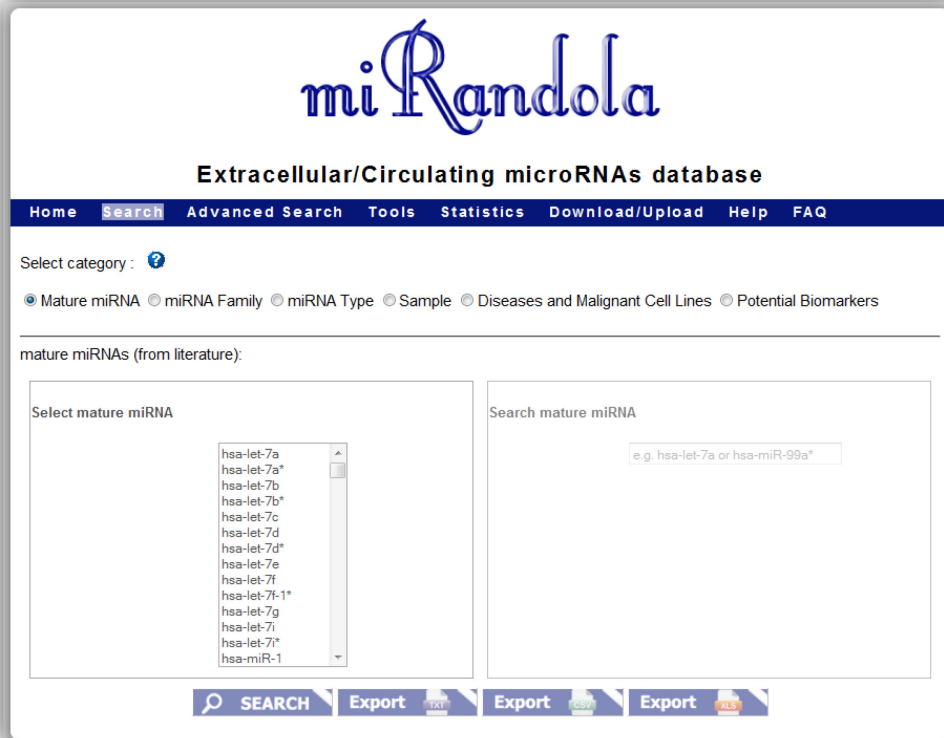 miRandola
Extracellular/Circulating microRNAs database
Home Search Advanced Search Tools Statistics Download/Upload Help FAQ
Select category : ?
Mature miRNA miRNA Family miRNA Type Sample Diseases and Malignant Cell Lines Potential Biomarkers
mature miRNAs (from literature):
Select mature miRNA
hsa-let-7a
hsa-let-7a*
hsa-let-7b
hsa-let-7b*
hsa-let-7c
hsa-let-7d
hsa-let-7d*
hsa-let-7e
hsa-let-7f
hsa-let-7f-1*
hsa-let-7g
hsa-let-7i
hsa-let-7i*
hsa-miR-1
Search mature miRNA
e.g. hsa-let-7a or hsa-miR-99a*
SEARCH Export TXT Export CSV Export XLS